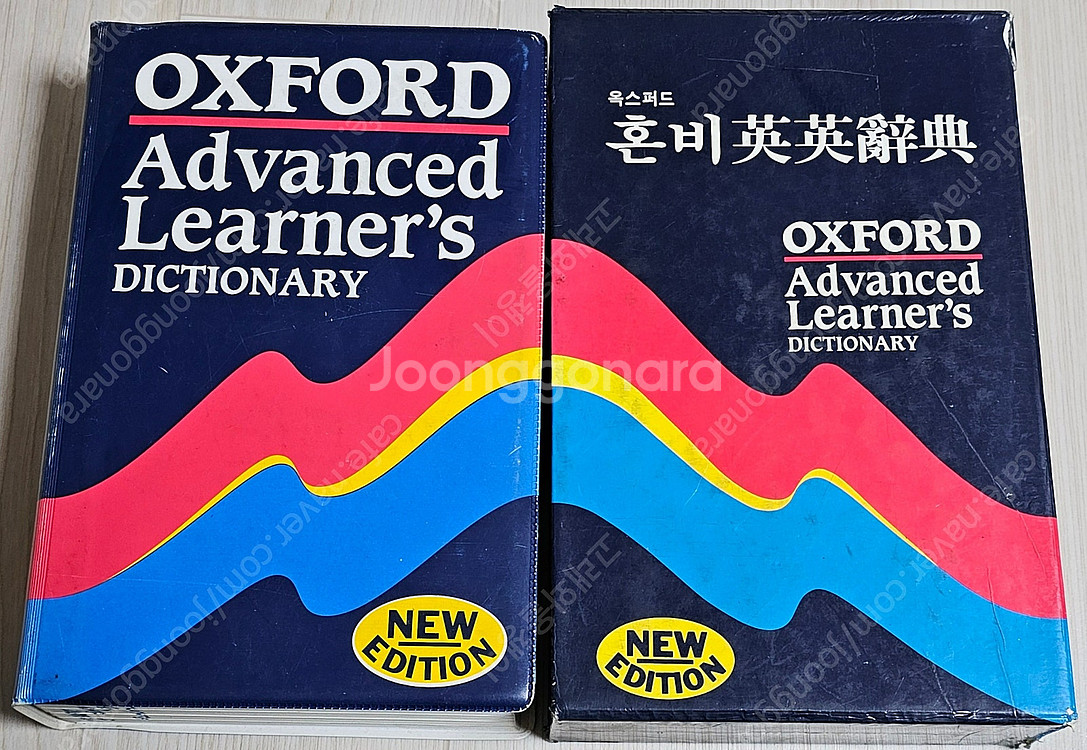 OXFORD
Advanced
Learner's
DICTIONARY
NEW
EDITION
옥스퍼드
혼비英英辭典
OXFORD
Advanced
Learner's
DICTIONARY
NEW
EDITION
Joonggonara